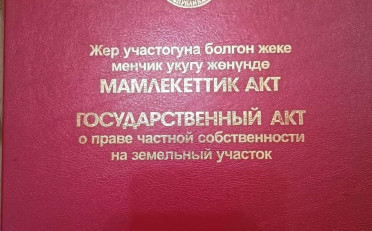 Жер участогуна болгон жеке
менчик укугу жөнүндө
МАМЛЕКЕТТИК АКТ
ГОСУДАРСТВЕННЫЙ АКТ
о праве частной собственности
на земельный участок